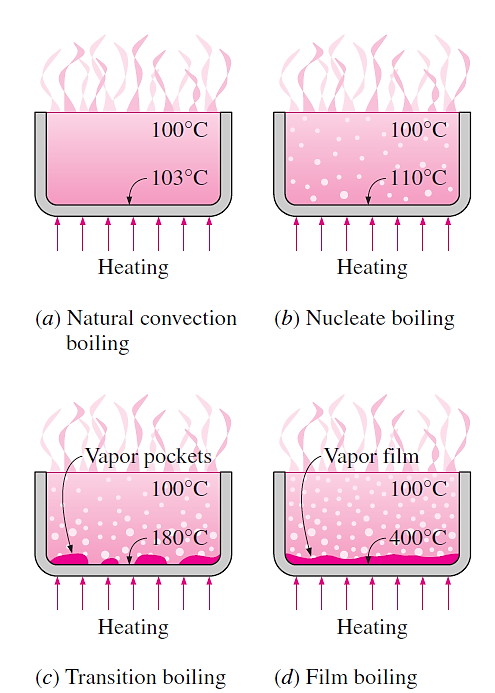 100°C
103°C
Heating
(a) Natural convection
boiling
100°C
110°C
Heating
(b) Nucleate boiling
Vapor pockets
100°C
180°C
Heating
(c) Transition boiling
Vapor film
100°C
400°C
Heating
(d) Film boiling